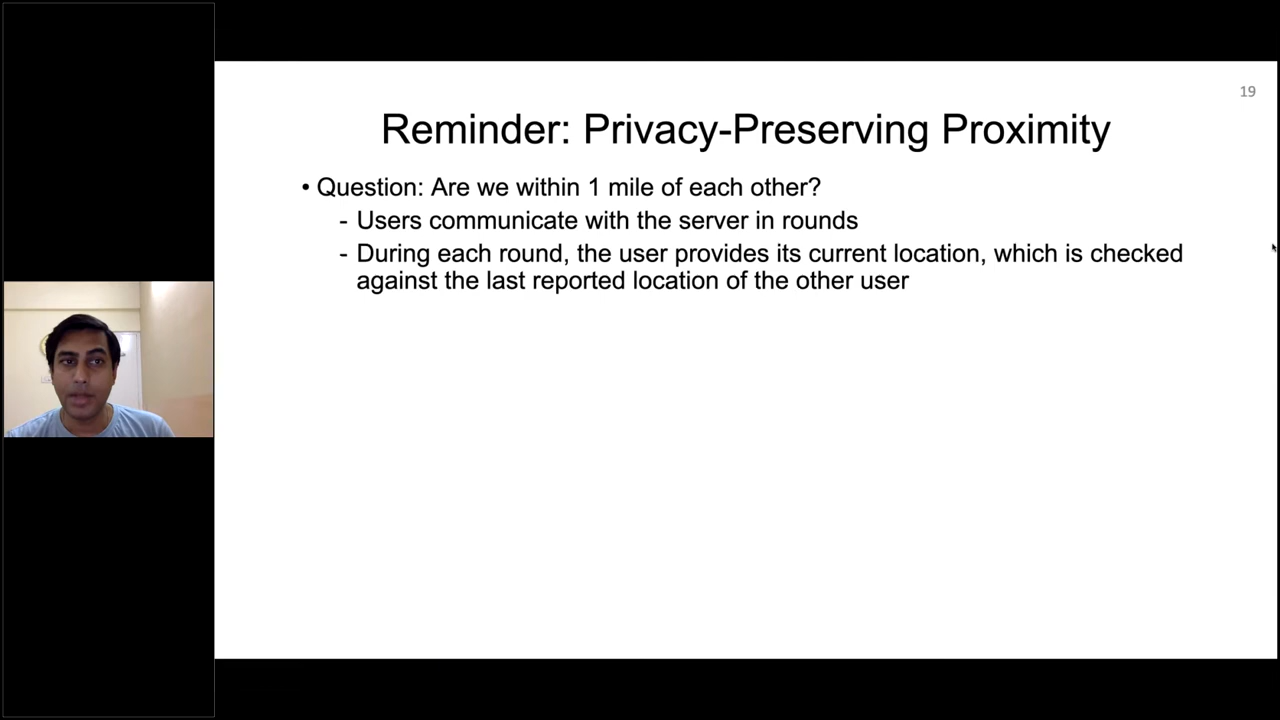 19
Reminder: Privacy-Preserving Proximity
• Question: Are we within 1 mile of each other?
- Users communicate with the server in rounds
- During each round, the user provides its current location, which is checked
against the last reported location of the other user